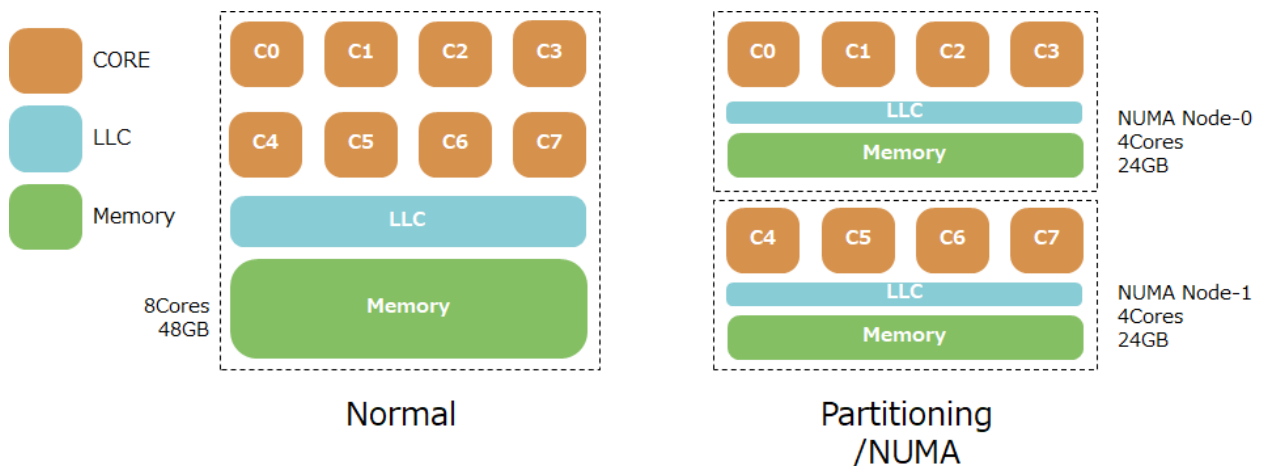 CORE
LLC
Memory
C0 C1 C2 C3
C4 C5 C6 C7
LLC
Memory
8Cores
48GB
Normal
C0 C1 C2 C3
LLC
Memory
NUMA Node-0
4Cores
24GB
C4 C5 C6 C7
LLC
Memory
NUMA Node-1
4Cores
24GB
Partitioning
/NUMA